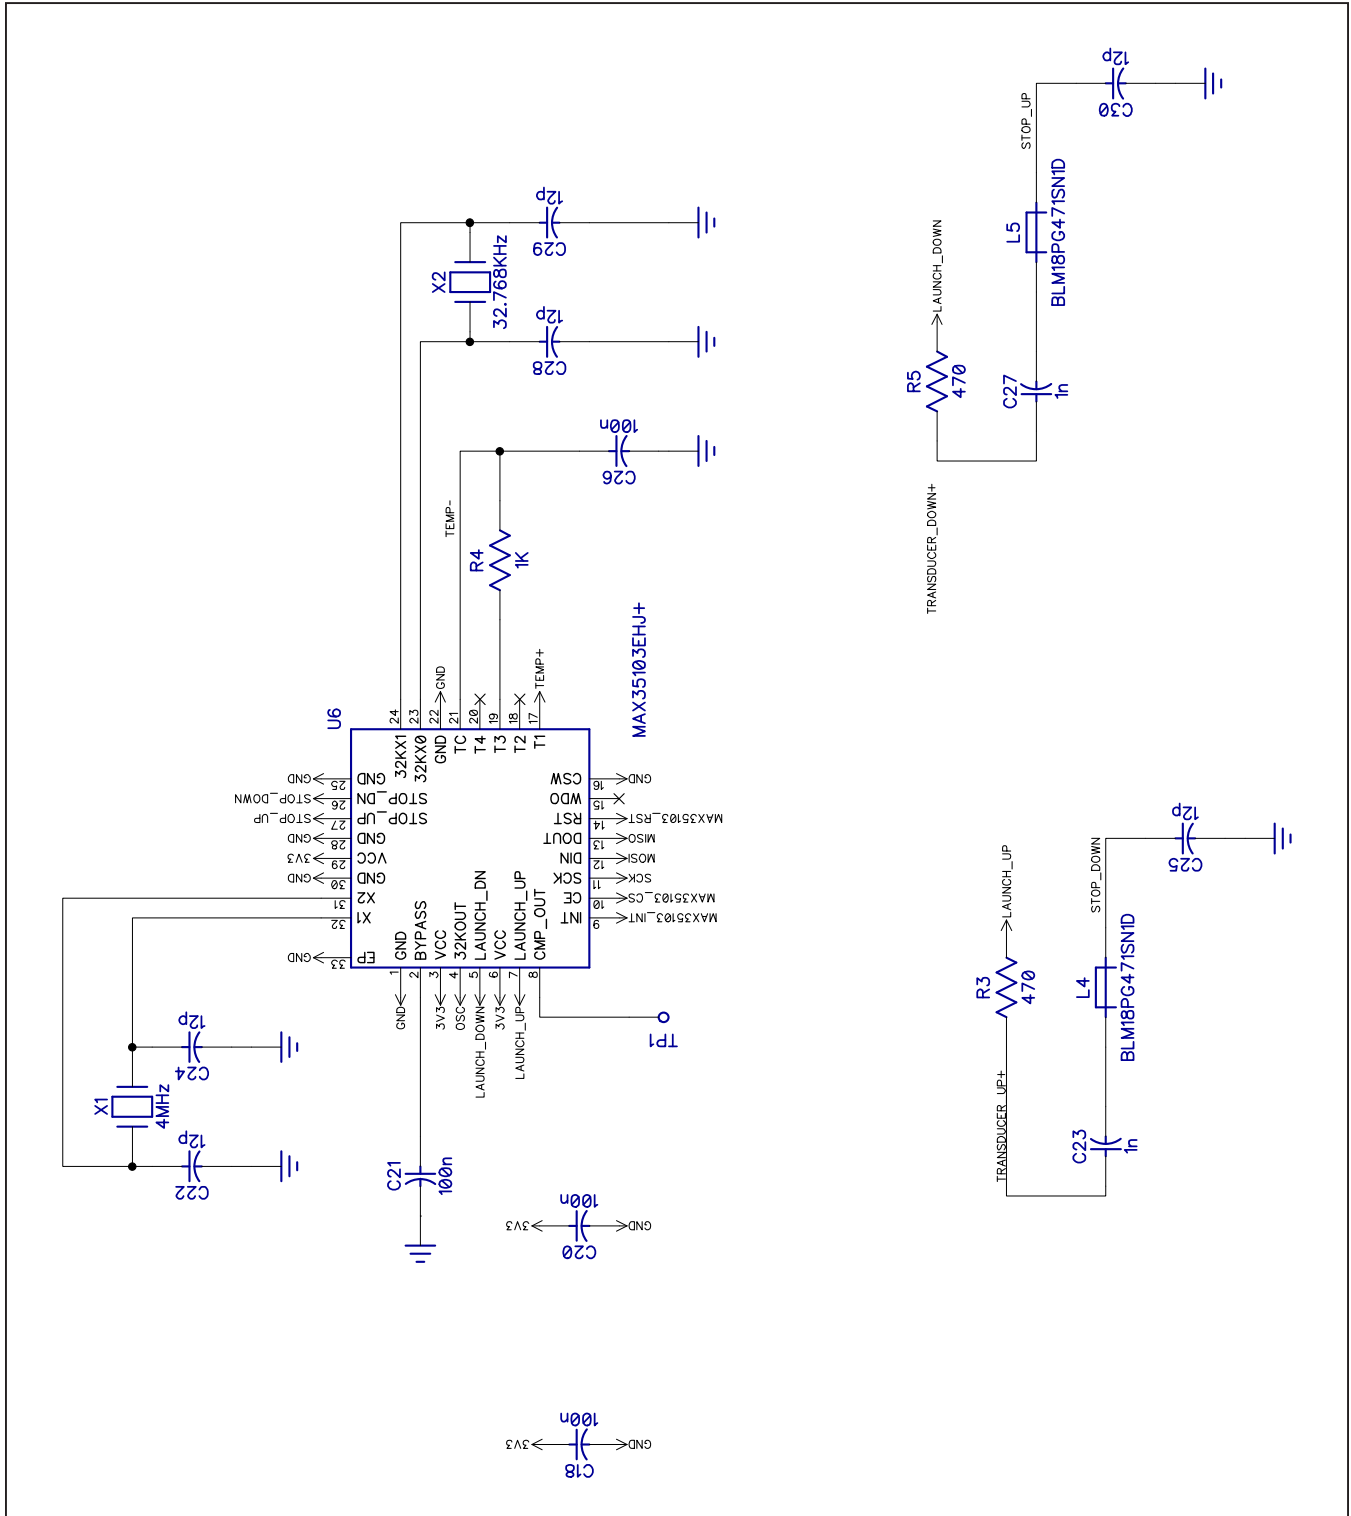 12p
C30
STOP_UP
L5
BLM18PG471SN1D
12p
C29
X2
32.768KHz
12p
C28
LAUNCH_DOWN
R5
470
C27
1n
TRANSDUCER_DOWN+
100n
C26
TEMP-
R4
1K
MAX35103EHJ+
U6
24
23
22
21
20
19
18
17
GND
TEMP+
32KX1
32KX0
GND
TC
T4
T3
T2
T1
GND
25
GND
STOP_DOWN
26
STOP_DN
STOP_UP
27
STOP_UP
GND
28
GND
3V3
29
VCC
GND
30
GND
31
X2
32
X1
GND
33
EP
CSW
16
GND
WDO
15
RST
14
MAX35103_RST
DOUT
13
MISO
DIN
12
MOSI
SCK
11
SCK
CE
10
MAX35103_CS
INT
9
MAX35103_INT
GND
BYPASS
VCC
32KOUT
LAUNCH_DN
VCC
LAUNCH_UP
CMP_OUT
1
2
3
4
5
6
7
8
GND
3V3
OSC
LAUNCH_DOWN
3V3
LAUNCH_UP
TP1
12p
C24
X1
4MHz
12p
C22
C21
100n
100n
3V3
GND
C20
100n
3V3
GND
C18
12p
C25
STOP_DOWN
LAUNCH_UP
R3
470
L4
BLM18PG471SN1D
TRANSDUCER_UP+
C23
1n